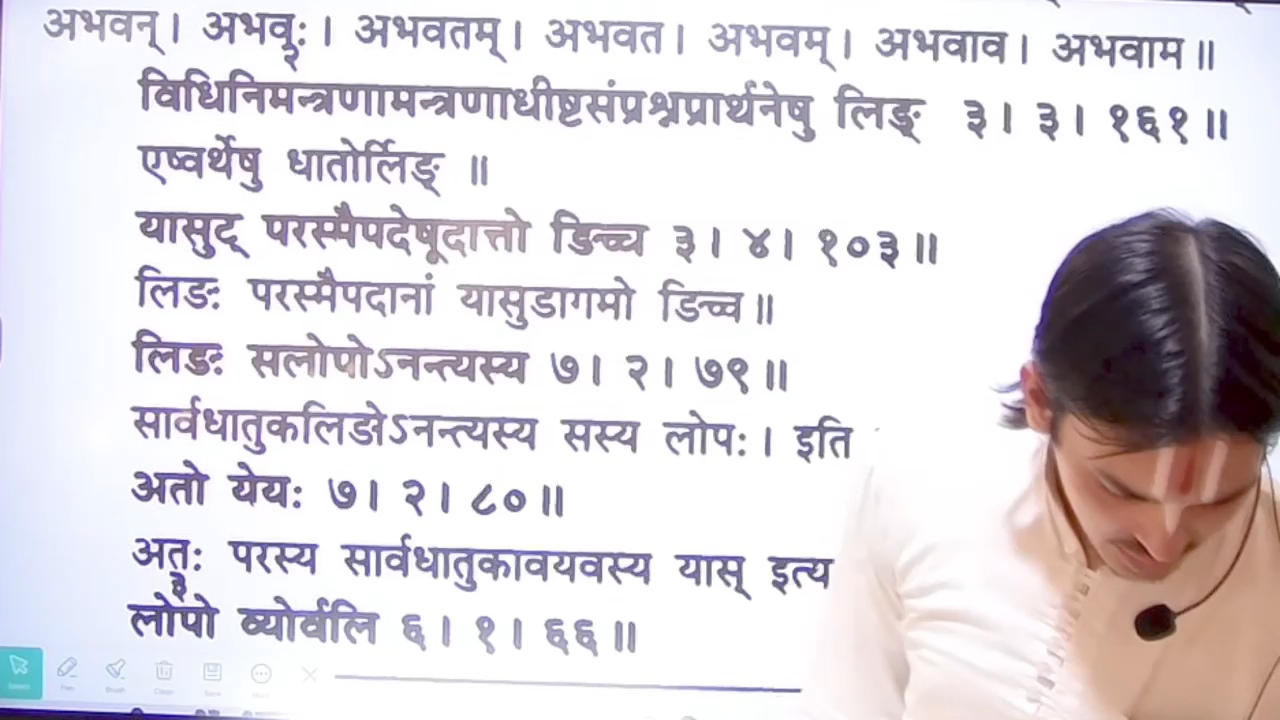 अभवन्। अभवः। अभवतम्। अभवत। अभवम्। अभवाव। अभवाम॥
२
विधिनिमन्त्रणामन्त्रणाधीष्टसंप्रश्नप्रार्थनेषु लिङ् ३। ३। १६१॥
एष्वर्थेषु धातोर्लिङ् ॥
यासुट् परस्मैपदेषूदात्तो ङिच्च ३। ४। १०३॥
लिङः परस्मैपदानां यासुडागमो ङिच्च॥
लिङः सलोपोऽनन्त्यस्य ७। २। ७९॥
सार्वधातुकलिङोऽनन्त्यस्य सस्य लोपः। इति
अतो येयः ७। २। ८०॥
अतः परस्य सार्वधातुकावयवस्य यास् इत्य
३
लोपो व्योर्वलि ६। १। ६६॥